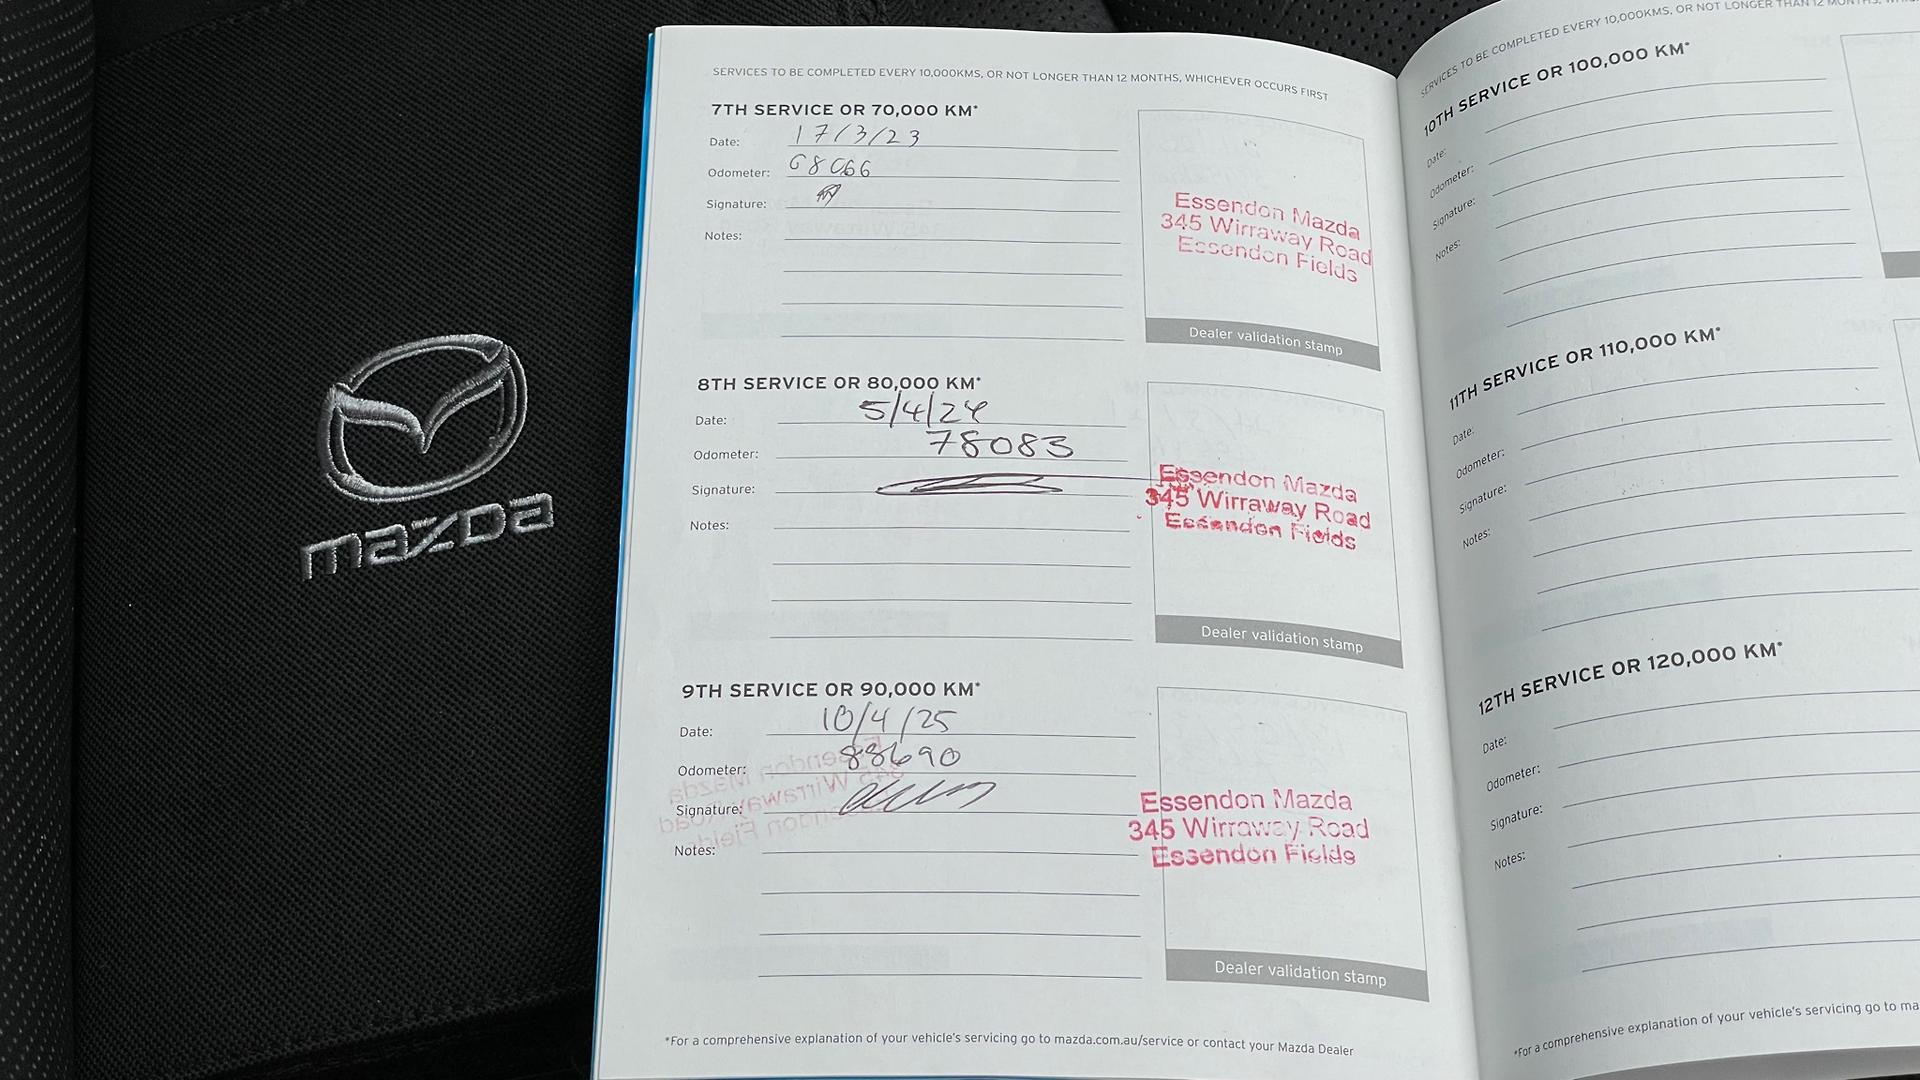 mazda
SERVICES TO BE COMPLETED EVERY 10,000KMS, OR NOT LONGER THAN 12 MONTHS, WHICHEVER OCCURS FIRST
7TH SERVICE OR 70,000 KM*
Date: 17/3/23
Odometer: 68066
Signature:
Notes:
Essendon Mazda
345 Wirraway Road
Essendon Fields
Dealer validation stamp
8TH SERVICE OR 80,000 KM*
Date: 5/4/24
Odometer: 78083
Signature:
Notes:
Essendon Mazda
345 Wirraway Road
Essendon Fields
Dealer validation stamp
9TH SERVICE OR 90,000 KM*
Date: 10/4/25
Odometer: 88690
Signature:
Notes:
Essendon Mazda
345 Wirraway Road
Essendon Fields
Dealer validation stamp
*For a comprehensive explanation of your vehicle's servicing go to mazda.com.au/service or contact your Mazda Dealer
SERVICES TO BE COMPLETED EVERY 10,000KMS, OR NOT LONGER THAN 12 MONTHS,
10TH SERVICE OR 100,000 KM*
Date:
Odometer:
Signature:
Notes:
11TH SERVICE OR 110,000 KM*
Date:
Odometer:
Signature:
Notes:
12TH SERVICE OR 120,000 KM*
Date:
Odometer:
Signature:
Notes:
*For a comprehensive explanation of your vehicle's servicing go to ma